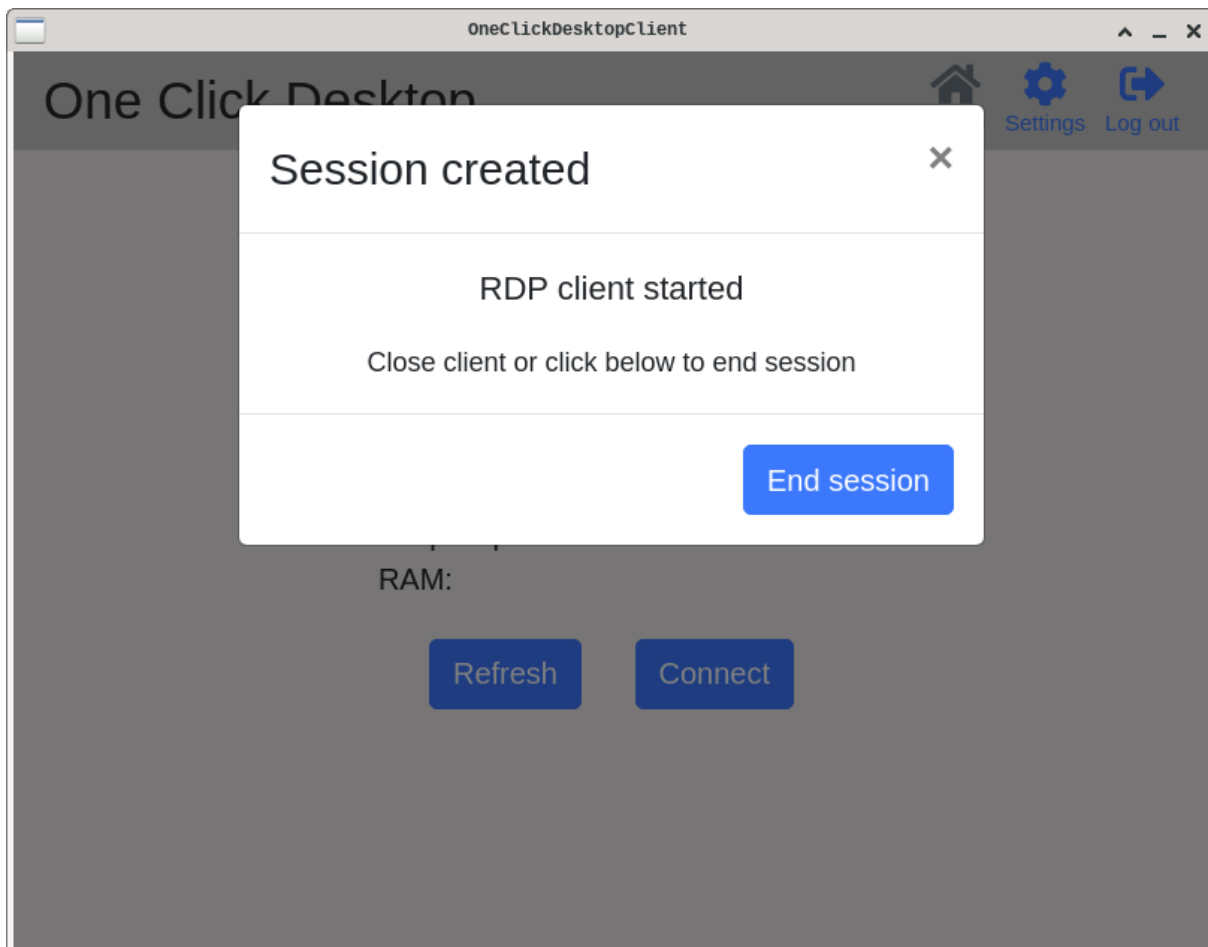 OneClickDesktopClient
One Click Desktop
Settings
Log out
Session created
RDP client started
Close client or click below to end session
End session
RAM:
Refresh
Connect